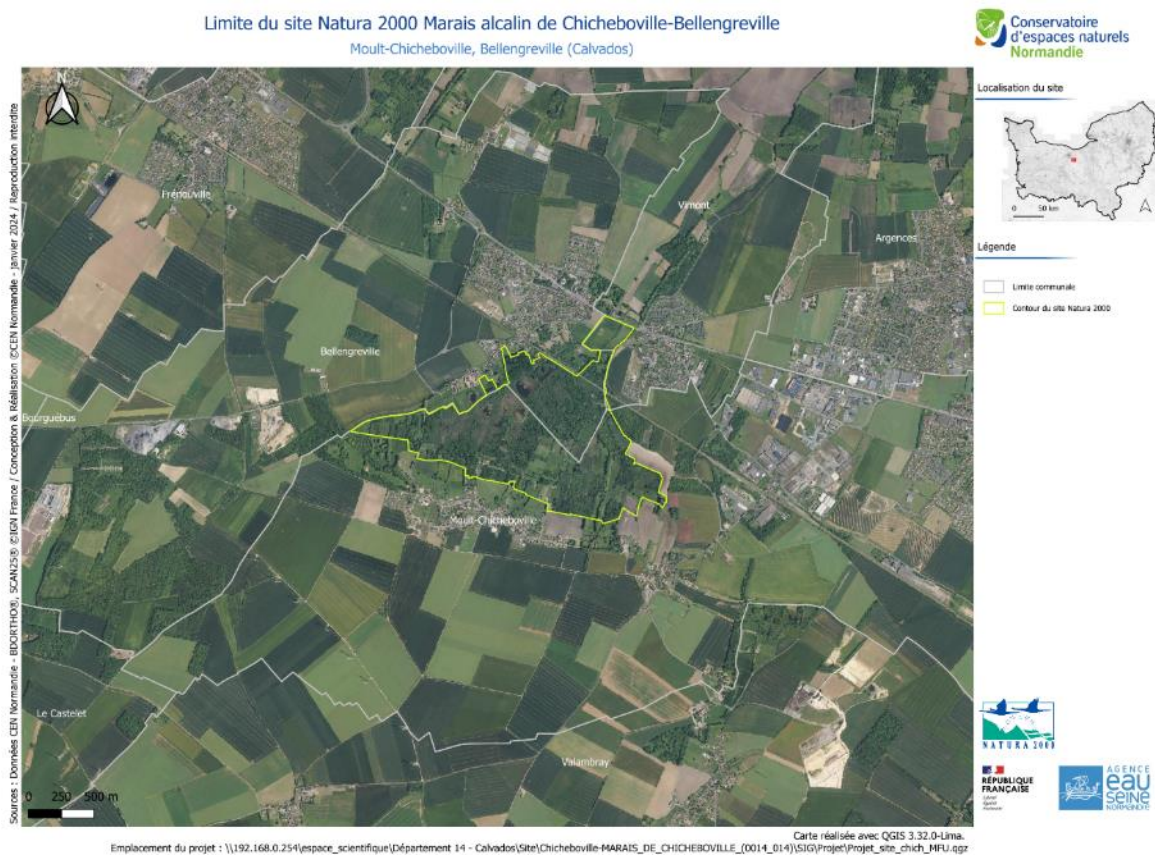 Limite du site Natura 2000 Marais alcalin de Chicheboville-Bellengreville
Moult-Chicheboville, Bellengreville (Calvados)
Conservatoire
d'espaces naturels
Normandie
Localisation du site
0 50 km
Légende
Limite communale
Contour du site Natura 2000
N
Frénouville
Vimont
Argences
Bellengreville
Bourguébus
Moult-Chicheboville
Le Castelet
Valambray
0 250 500 m
Sources : Données CEN Normandie - BDORTHO®, SCAN25® ©IGN France / Conception & Réalisation ©CEN Normandie - janvier 2024 / Reproduction interdite
NATURA 2000
RÉPUBLIQUE
FRANÇAISE
Liberté
Égalité
Fraternité
AGENCE
eau
SEINE
NORMANDIE
Carte réalisée avec QGIS 3.32.0-Lima.
Emplacement du projet : \\192.168.0.254\espace_scientifique\Département 14 - Calvados\Site\Chicheboville-MARAIS_DE_CHICHEBOVILLE_(0014_014)\SIG\Projet\Projet_site_chich_MFU.qgz